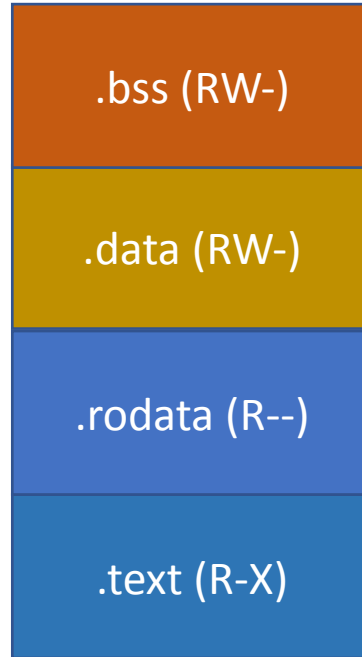 .bss (RW-)
.data (RW-)
.rodata (R--)
.text (R-X)